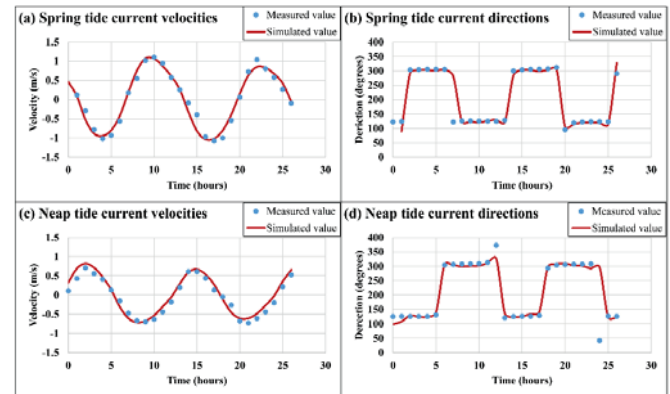 (a) Spring tide current velocities
Measured value
Simulated value
Velocity (m/s)
1.5
1
0.5
0
-0.5
-1
-1.5
0 5 10 15 20 25 30
Time (hours)
(b) Spring tide current directions
Measured value
Simulated value
Deriction (degrees)
400
350
300
250
200
150
100
50
0
0 5 10 15 20 25 30
Time (hours)
(c) Neap tide current velocities
Measured value
Simulated value
Velocity (m/s)
1.5
1
0.5
0
-0.5
-1
-1.5
0 5 10 15 20 25 30
Time (hours)
(d) Neap tide current directions
Measured value
Simulated value
Derection (degrees)
400
350
300
250
200
150
100
50
0
0 5 10 15 20 25 30
Time (hours)